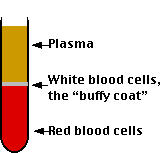 Plasma
White blood cells,
the “buffy coat”
Red blood cells